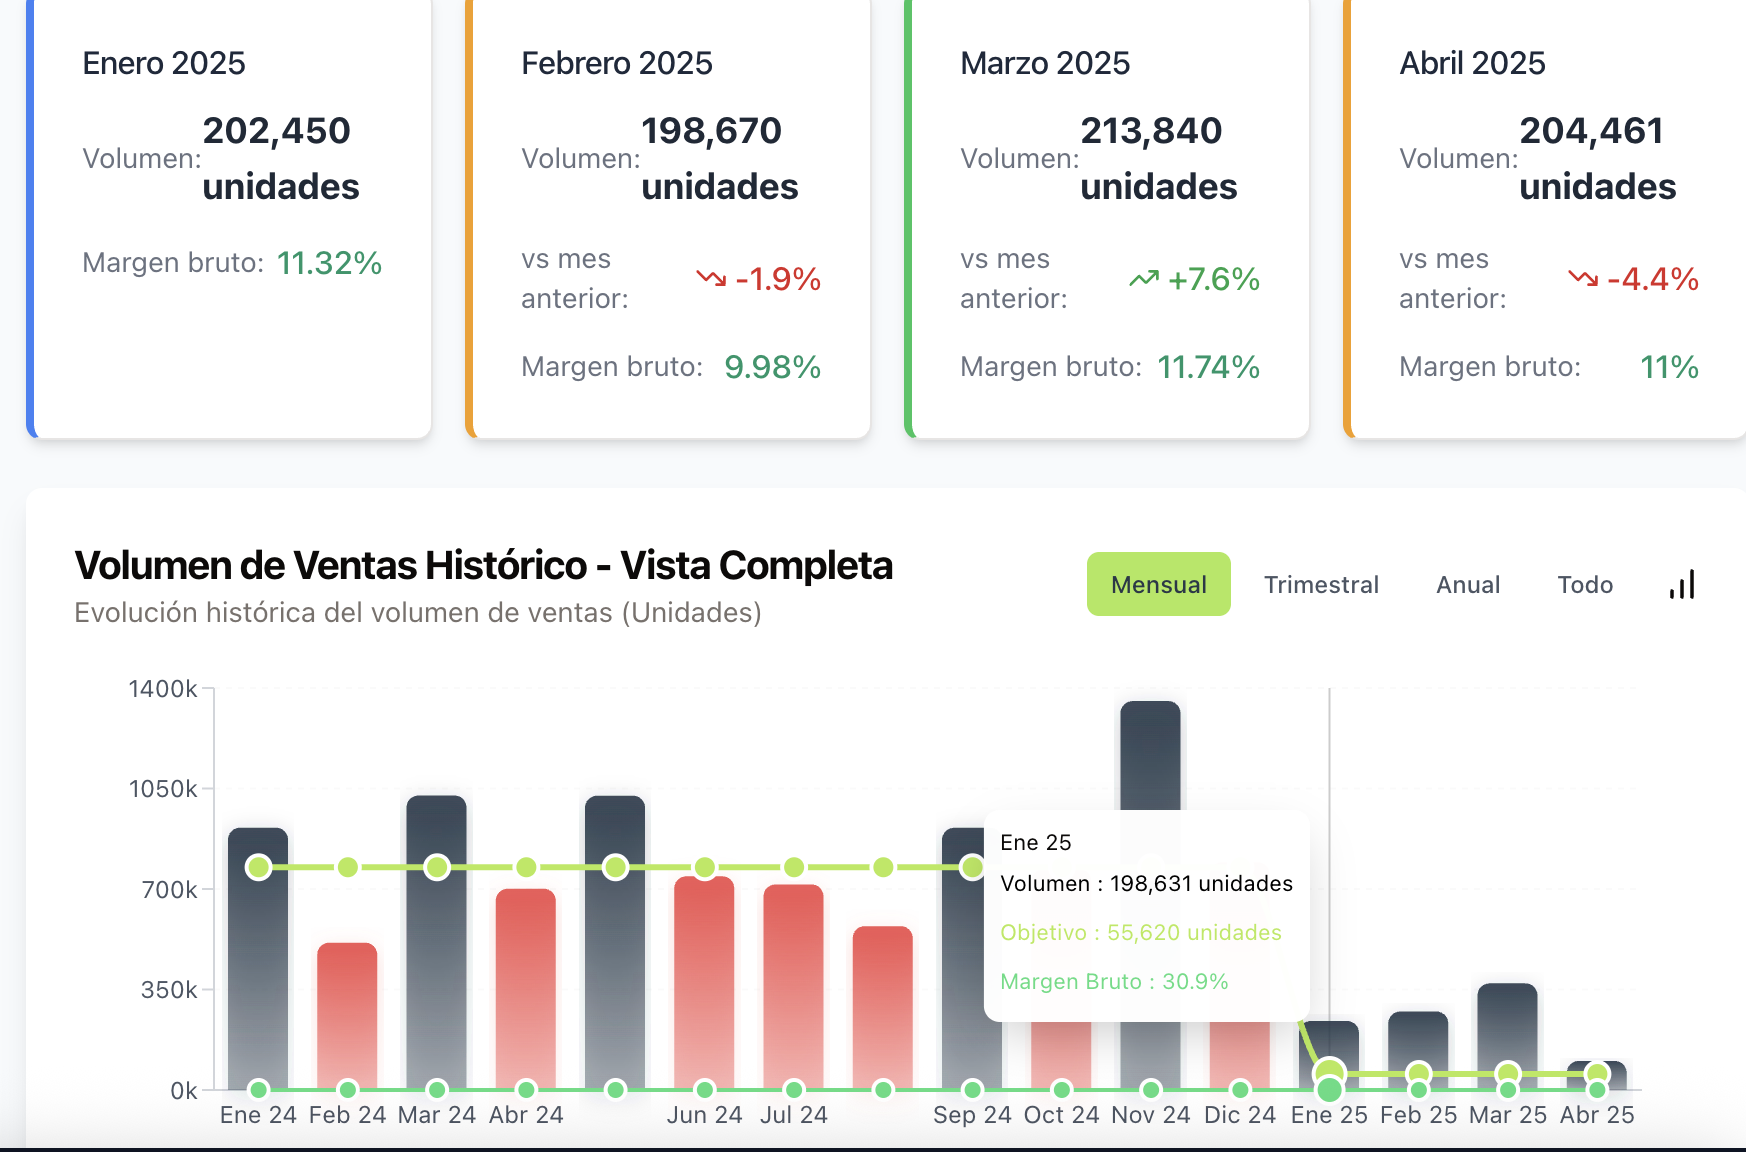 Enero 2025
Volumen: 202,450 unidades
Margen bruto: 11.32%
Febrero 2025
Volumen: 198,670 unidades
vs mes anterior: -1.9%
Margen bruto: 9.98%
Marzo 2025
Volumen: 213,840 unidades
vs mes anterior: +7.6%
Margen bruto: 11.74%
Abril 2025
Volumen: 204,461 unidades
vs mes anterior: -4.4%
Margen bruto: 11%
Volumen de Ventas Histórico - Vista Completa
Evolución histórica del volumen de ventas (Unidades)
Mensual Trimestral Anual Todo
1400k
1050k
700k
350k
0k
Ene 25
Volumen : 198,631 unidades
Objetivo : 55,620 unidades
Margen Bruto : 30.9%
Ene 24 Feb 24 Mar 24 Abr 24 Jun 24 Jul 24 Sep 24 Oct 24 Nov 24 Dic 24 Ene 25 Feb 25 Mar 25 Abr 25